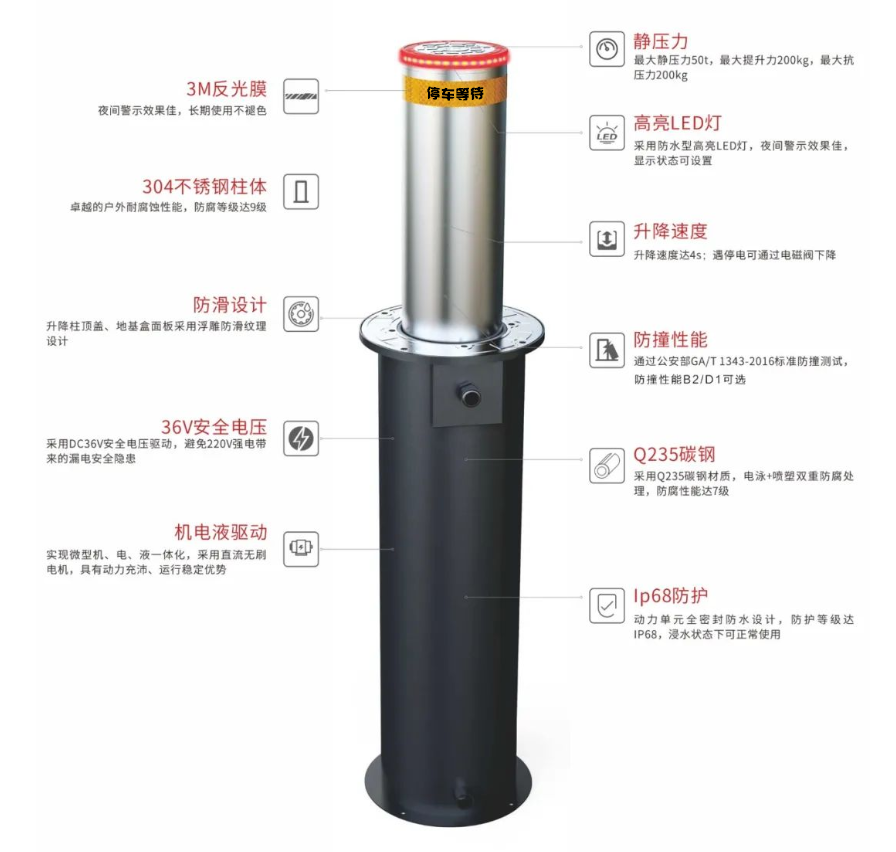 3M反光膜
夜间警示效果佳，长期使用不褪色
304不锈钢柱体
卓越的户外耐腐蚀性能，防腐等级达9级
防滑设计
升降柱顶盖、地基盒面板采用浮雕防滑纹理
设计
36V安全电压
采用DC36V安全电压驱动，避免220V强电带
来的漏电安全隐患
机电液驱动
实现微型机、电、液一体化，采用直流无刷
电机，具有动力充沛、运行稳定优势
停车等待
静压力
最大静压力50t，最大提升力200kg，最大抗
压力200kg
高亮LED灯
LED
采用防水型高亮LED灯，夜间警示效果佳，
显示状态可设置
升降速度
升降速度达4s；遇停电可通过电磁阀下降
防撞性能
通过公安部GA/T 1343-2016标准防撞测试，
防撞性能B2/D1可选
Q235碳钢
采用Q235碳钢材质，电泳+喷塑双重防腐处
理，防腐性能达7级
Ip68防护
动力单元全密封防水设计，防护等级达
IP68，浸水状态下可正常使用